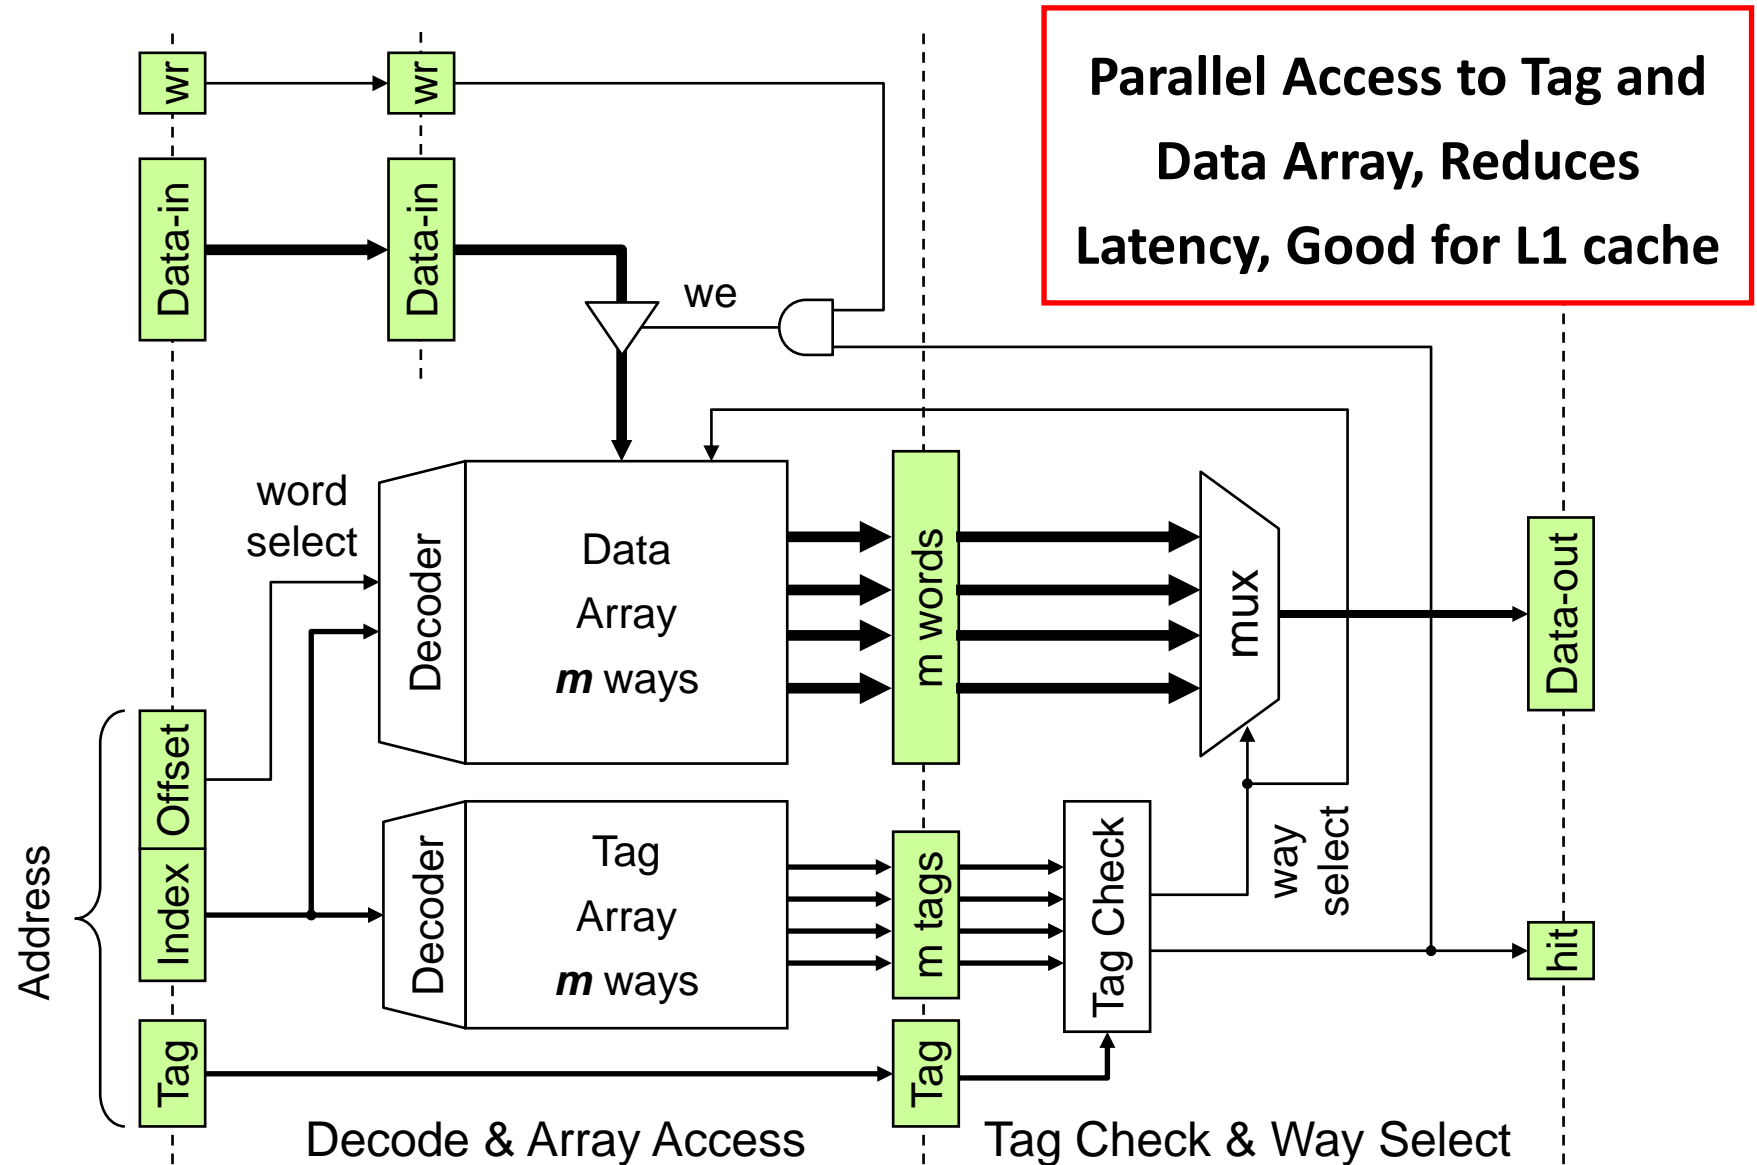 wr
wr
Parallel Access to Tag and
Data Array, Reduces
Latency, Good for L1 cache
Data-in
Data-in
we
word
select
Decoder
Data
Array
m ways
m words
mux
Data-out
Address
Offset
Index
Tag
Decoder
Tag
Array
m ways
m tags
Tag
Tag Check
way
select
hit
Decode & Array Access
Tag Check & Way Select